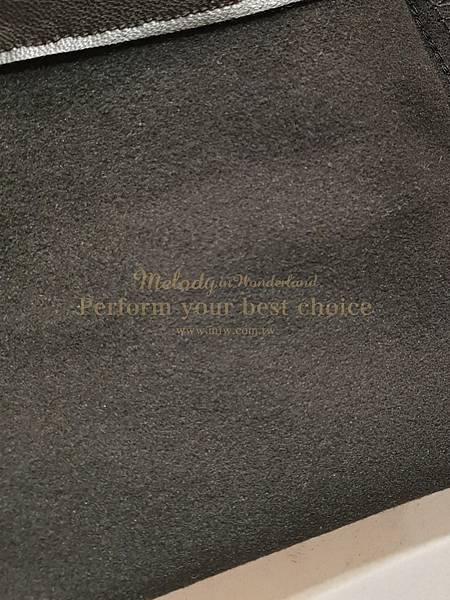 Melody in Wonderland
Perform your best choice
www.miw.com.tw